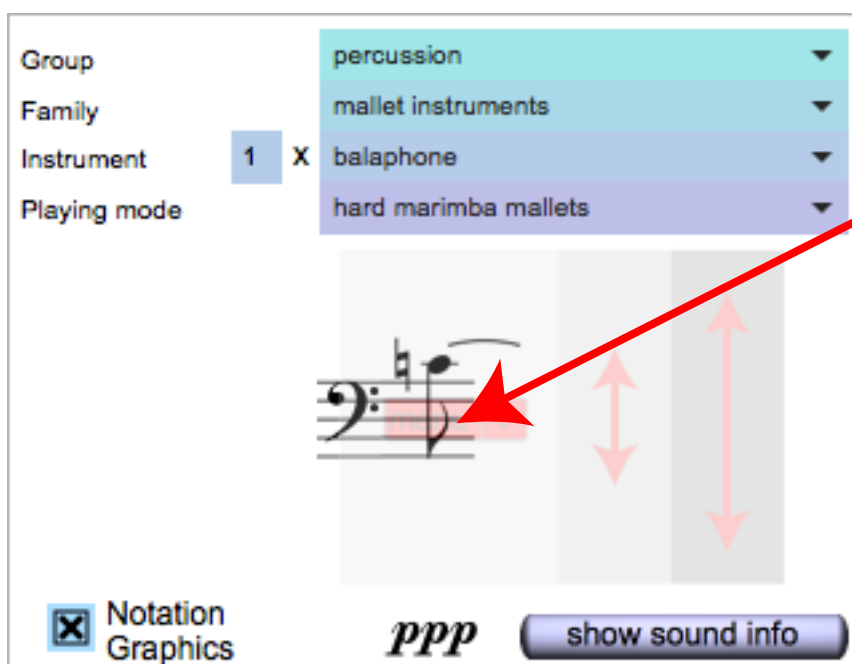 Group percussion
Family mallet instruments
Instrument 1 X balaphone
Playing mode hard marimba mallets
Notation
Graphics
ppp
show sound info